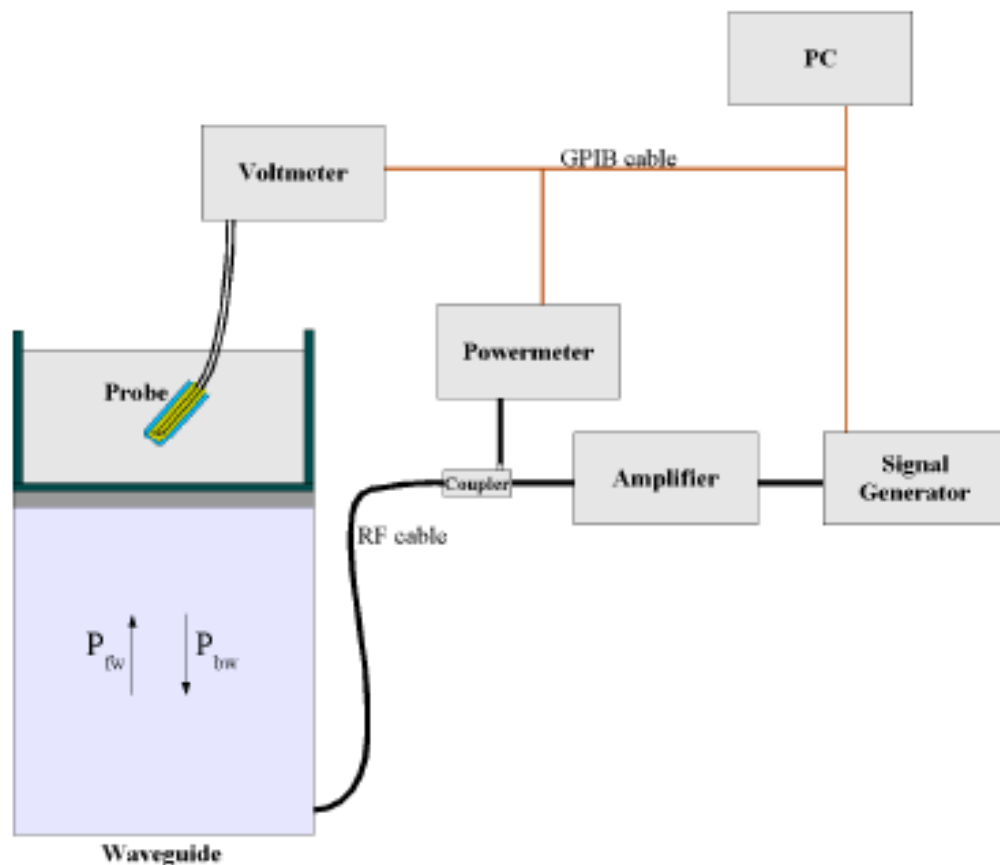 PC
GPIB cable
Voltmeter
Powermeter
Probe
Coupler
Amplifier
Signal
Generator
RF cable
P fw
P bw
Waveguide